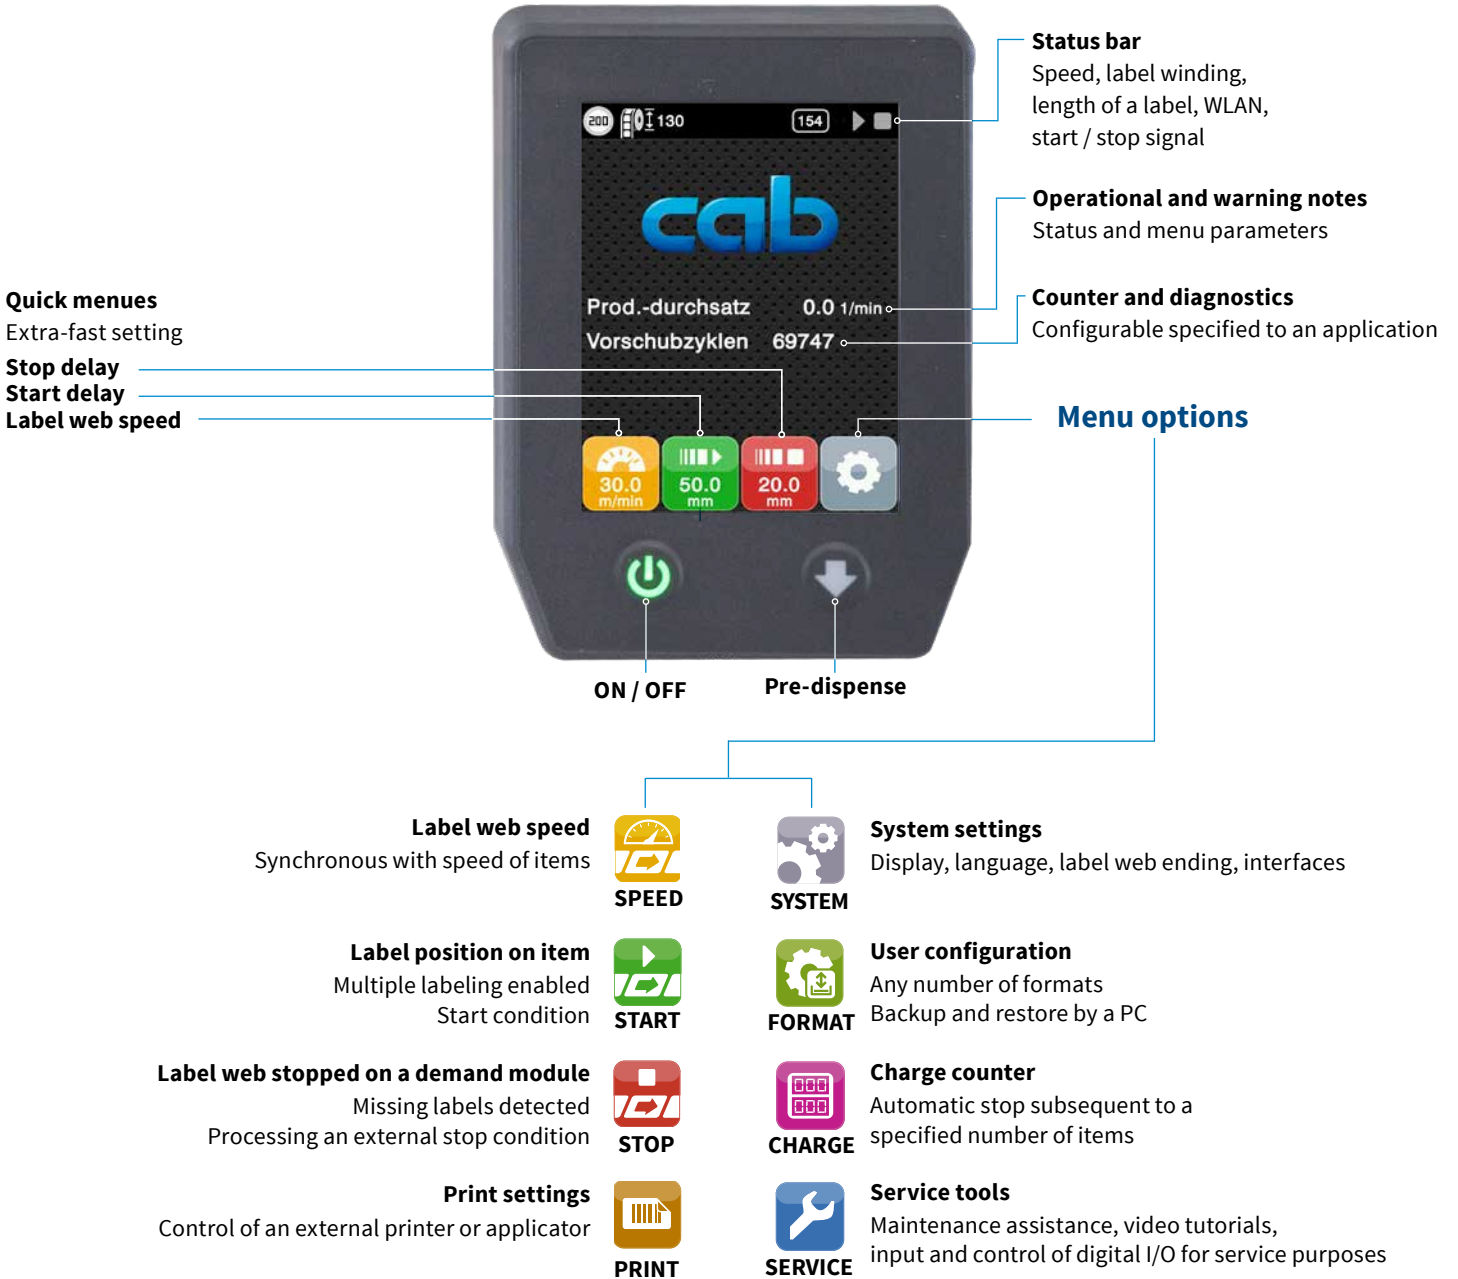 Status bar
Speed, label winding,
length of a label, WLAN,
start / stop signal
200 130 154
cab
Operational and warning notes
Status and menu parameters
Prod.-durchsatz 0.0 1/min
Vorschubzyklen 69747
Counter and diagnostics
Configurable specified to an application
Quick menues
Extra-fast setting
Stop delay
Start delay
Label web speed
Menu options
30.0
m/min
50.0
mm
20.0
mm
ON / OFF
Pre-dispense
Label web speed
Synchronous with speed of items
SPEED
System settings
Display, language, label web ending, interfaces
SYSTEM
Label position on item
Multiple labeling enabled
Start condition
START
User configuration
Any number of formats
Backup and restore by a PC
FORMAT
Label web stopped on a demand module
Missing labels detected
Processing an external stop condition
STOP
Charge counter
Automatic stop subsequent to a
specified number of items
CHARGE
Print settings
Control of an external printer or applicator
PRINT
Service tools
Maintenance assistance, video tutorials,
input and control of digital I/O for service purposes
SERVICE